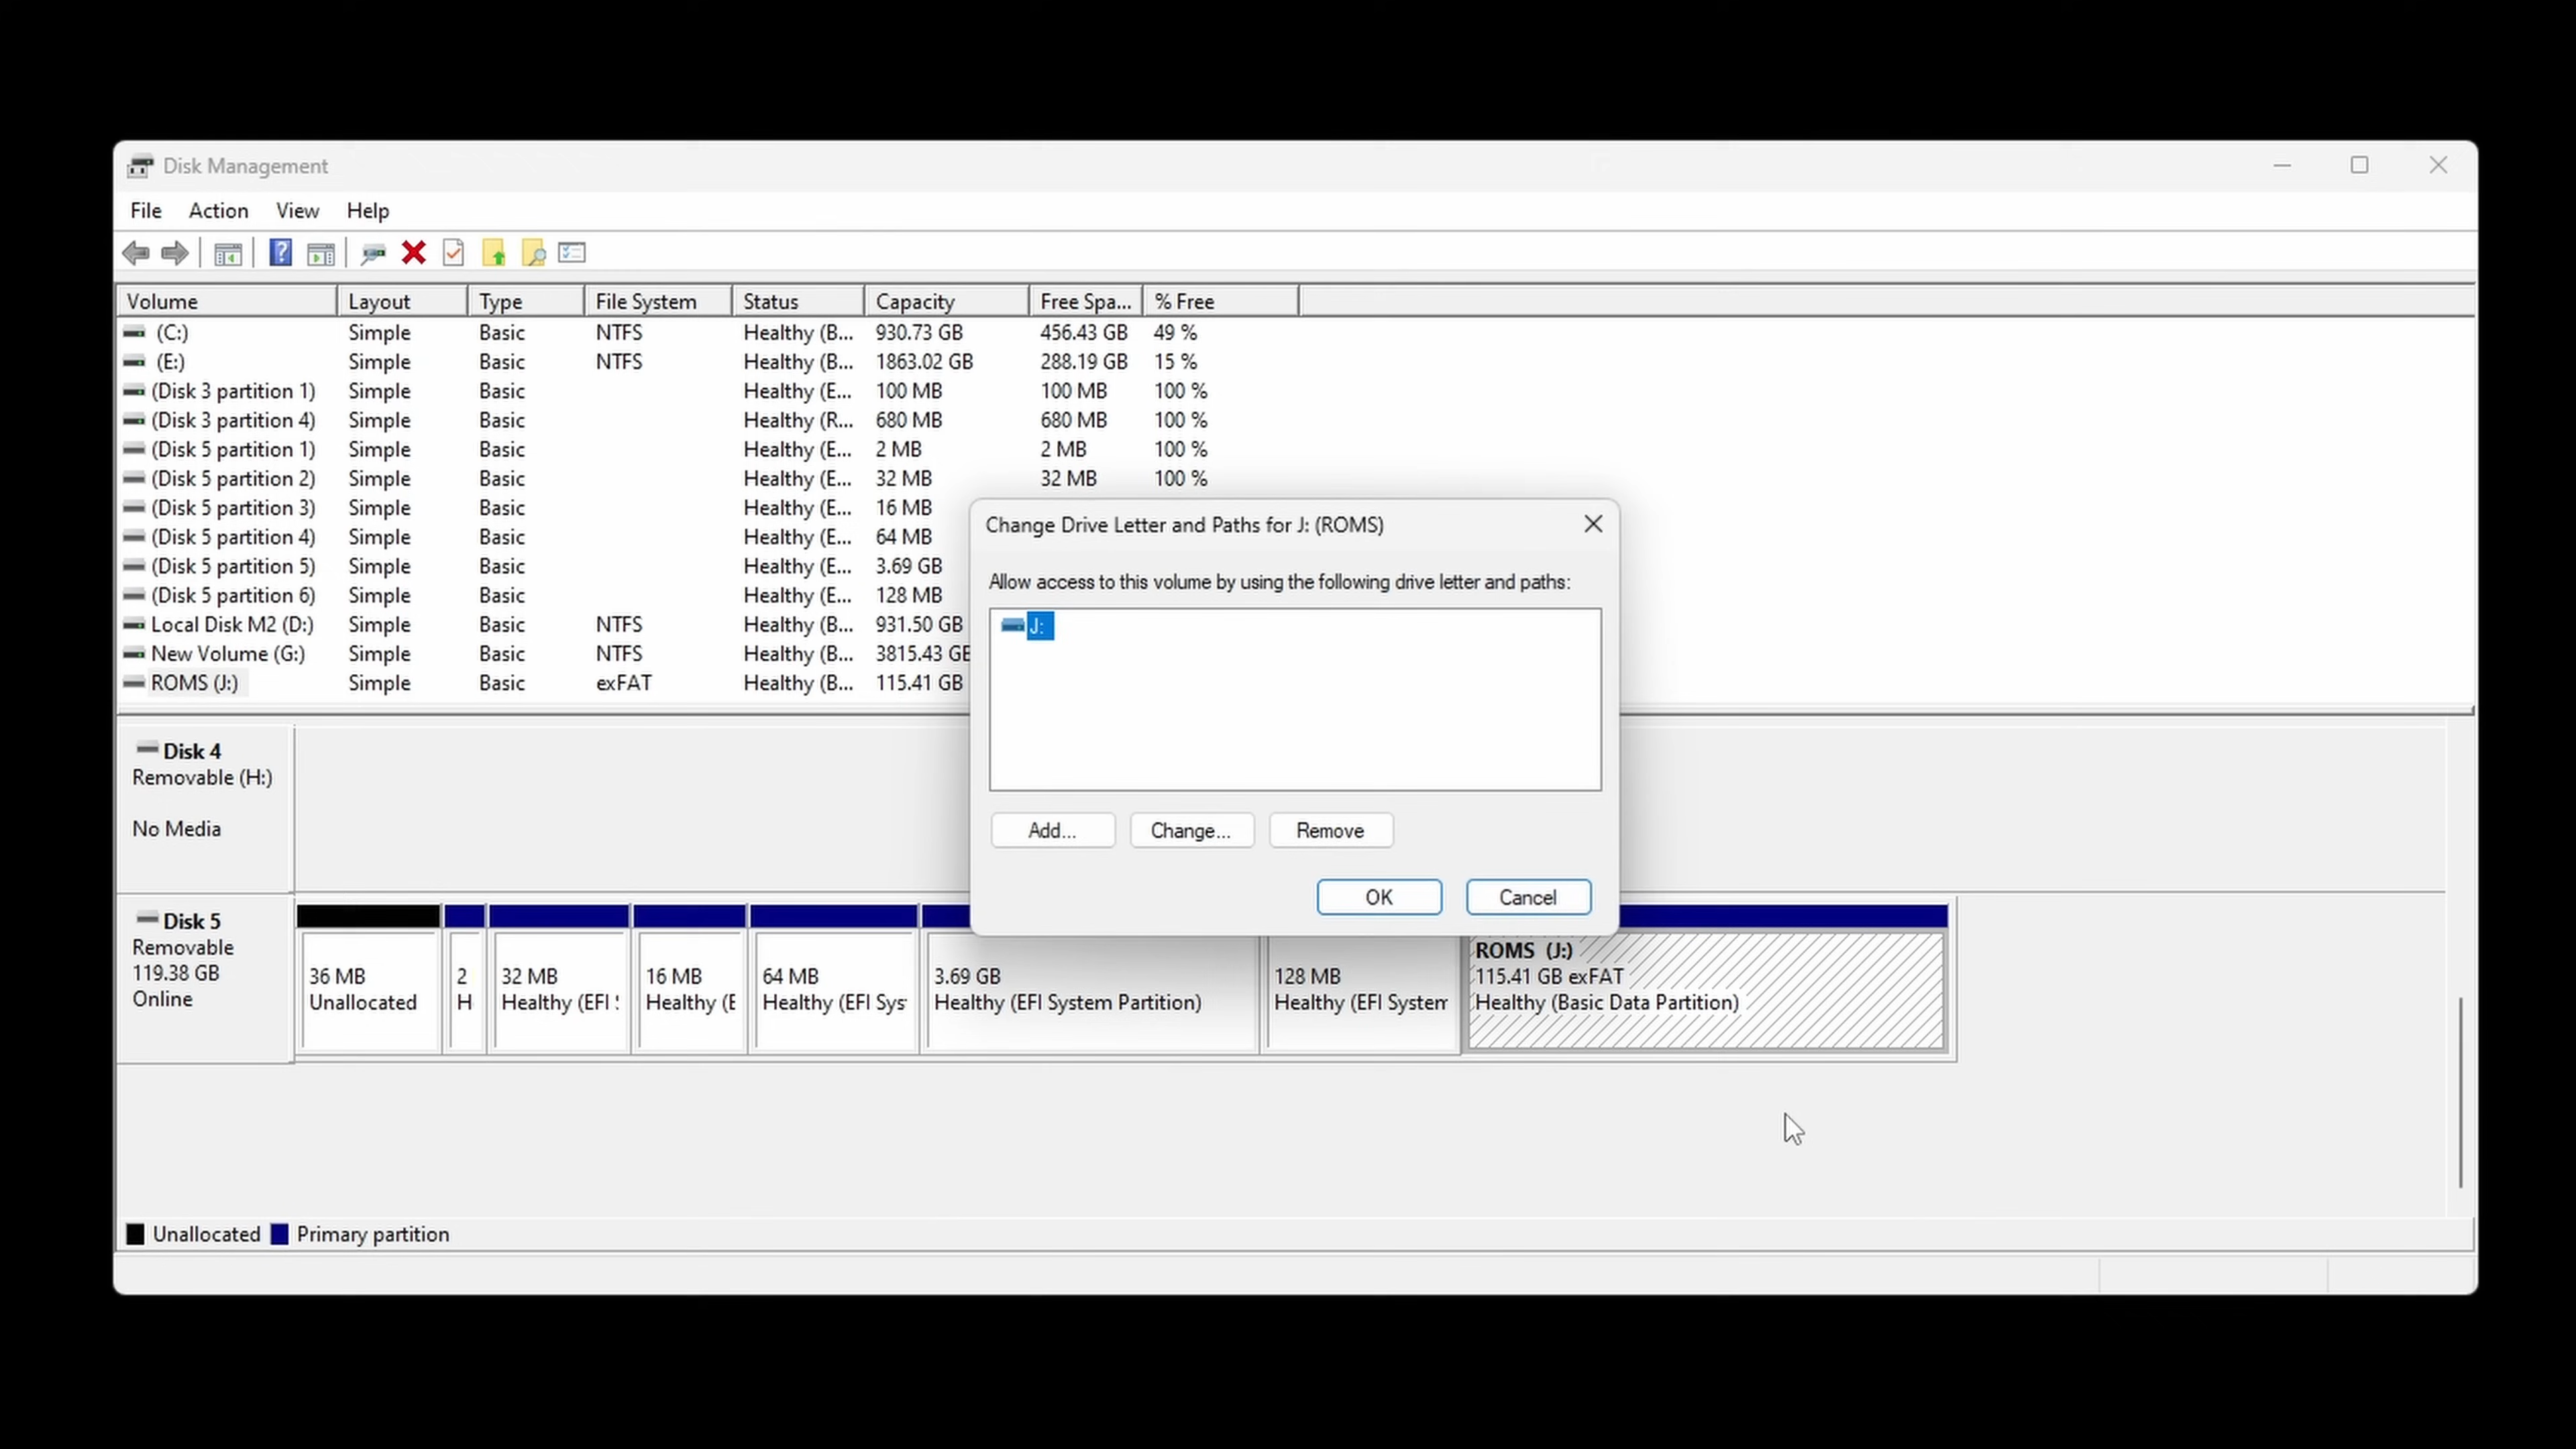 Disk Management
File Action View Help
Volume Layout Type File System Status Capacity Free Spa... % Free
(C:) Simple Basic NTFS Healthy (B... 930.73 GB 456.43 GB 49 %
(E:) Simple Basic NTFS Healthy (B... 1863.02 GB 288.19 GB 15 %
(Disk 3 partition 1) Simple Basic Healthy (E... 100 MB 100 MB 100 %
(Disk 3 partition 4) Simple Basic Healthy (R... 680 MB 680 MB 100 %
(Disk 5 partition 1) Simple Basic Healthy (E... 2 MB 2 MB 100 %
(Disk 5 partition 2) Simple Basic Healthy (E... 32 MB 32 MB 100 %
(Disk 5 partition 3) Simple Basic Healthy (E... 16 MB
(Disk 5 partition 4) Simple Basic Healthy (E... 64 MB
(Disk 5 partition 5) Simple Basic Healthy (E... 3.69 GB
(Disk 5 partition 6) Simple Basic Healthy (E... 128 MB
Local Disk M2 (D:) Simple Basic NTFS Healthy (B... 931.50 GB
New Volume (G:) Simple Basic NTFS Healthy (B... 3815.43 GB
ROMS (J:) Simple Basic exFAT Healthy (B... 115.41 GB
Change Drive Letter and Paths for J: (ROMS)
Allow access to this volume by using the following drive letter and paths:
J:
Add... Change... Remove
OK Cancel
Disk 4
Removable (H:)
No Media
Disk 5
Removable
119.38 GB
Online
36 MB
Unallocated
2
H
32 MB
Healthy (EFI S
16 MB
Healthy (E
64 MB
Healthy (EFI Sys
3.69 GB
Healthy (EFI System Partition)
128 MB
Healthy (EFI System
ROMS (J:)
115.41 GB exFAT
Healthy (Basic Data Partition)
Unallocated Primary partition